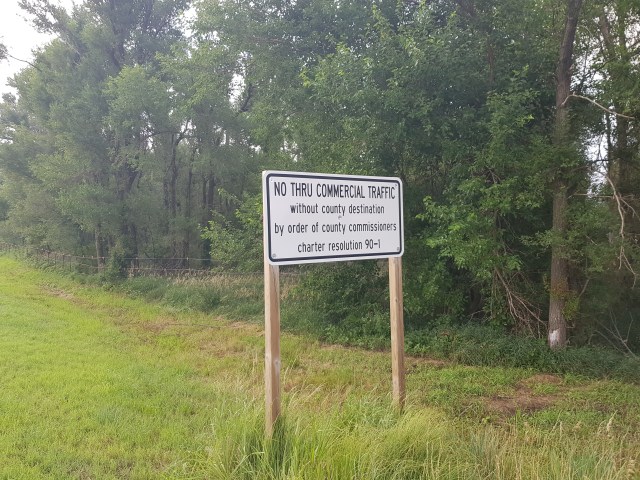 NO THRU COMMERCIAL TRAFFIC
without county destination
by order of county commissioners
charter resolution 90-1